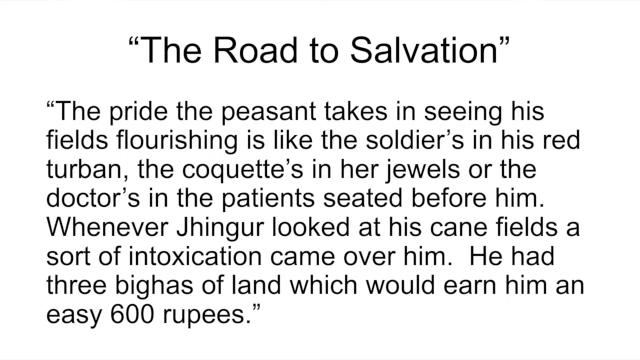 “The Road to Salvation”
“The pride the peasant takes in seeing his
fields flourishing is like the soldier’s in his red
turban, the coquette’s in her jewels or the
doctor’s in the patients seated before him.
Whenever Jhingur looked at his cane fields a
sort of intoxication came over him.  He had
three bighas of land which would earn him an
easy 600 rupees.”